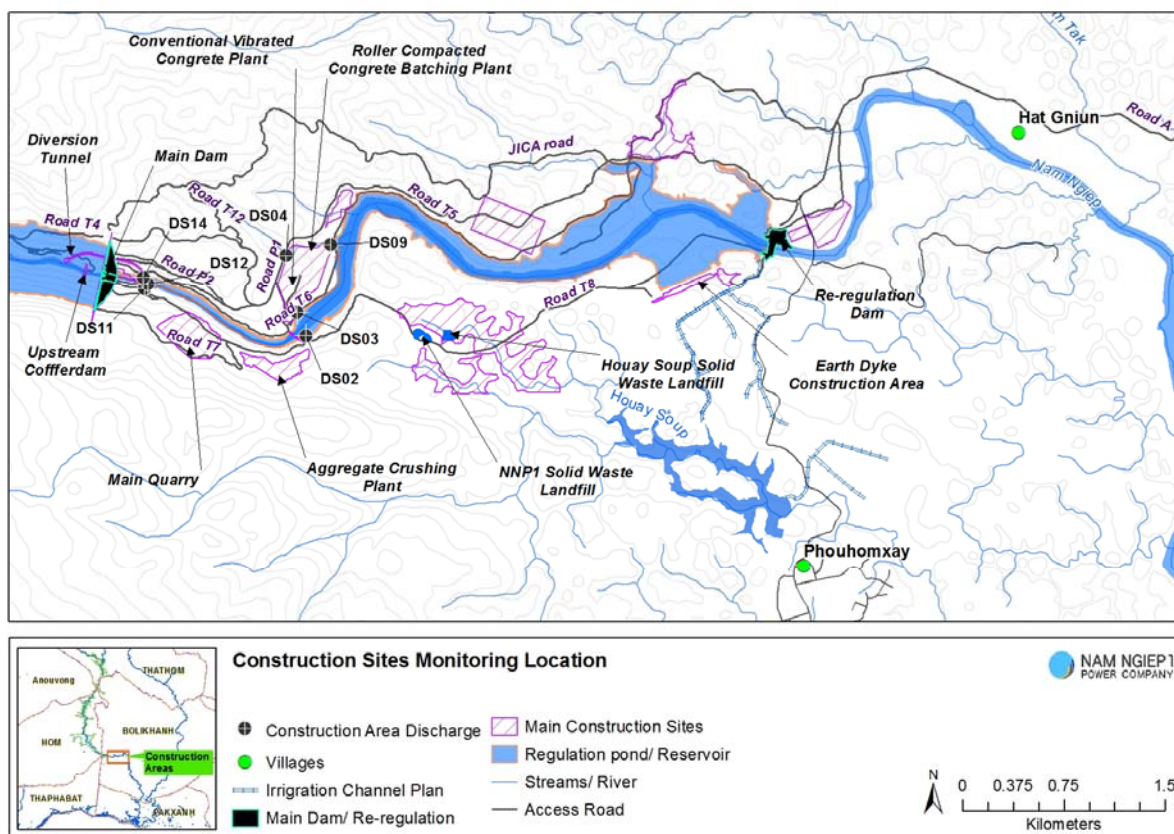 Conventional Vibrated
Concrete Plant
Roller Compacted
Concrete Batching Plant
m Tak
Hat Gniun
Road A-
Diversion
Tunnel
Main Dam
JICA road
Nam Ngiep
Road T4
DS14
Road T12
DS04
Road T5
DS12
Road P1
DS09
Road P2
Road T6
Road T8
Re-regulation
Dam
DS11
Road T7
DS03
DS02
Upstream
Coffferdam
Houay Soup Solid
Waste Landfill
Earth Dyke
Construction Area
Houay Soup
Main Quarry
Aggregate Crushing
Plant
NNP1 Solid Waste
Landfill
Phouhomxay
Construction Sites Monitoring Location
NAM NGIEP1
POWER COMPANY
Construction Area Discharge
Villages
Irrigation Channel Plan
Main Dam/ Re-regulation
Main Construction Sites
Regulation pond/ Reservoir
Streams/ River
Access Road
Anouvong
THATHOM
BOLIKHANH
HOM
Construction
Areas
THAPHABAT
PAKXANH
N
0 0.375 0.75 1.5
Kilometers